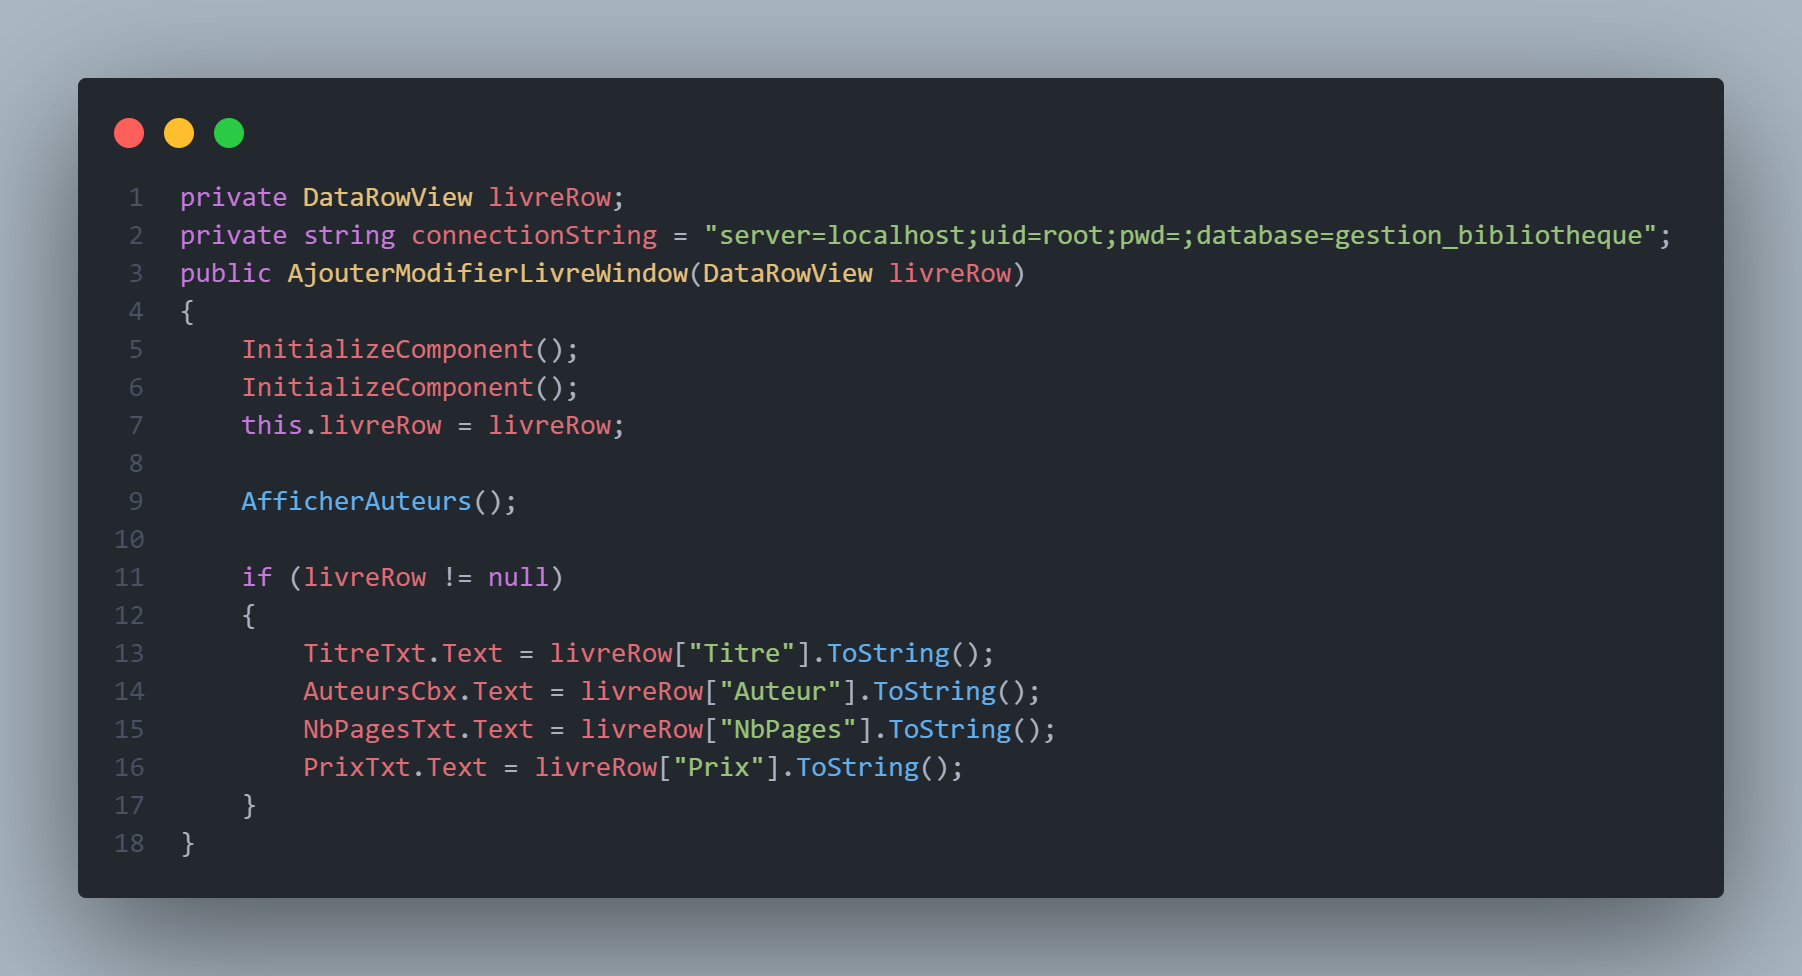 1 private DataRowView livreRow;
2 private string connectionString = "server=localhost;uid=root;pwd=;database=gestion_bibliotheque";
3 public AjouterModifierLivreWindow(DataRowView livreRow)
4 {
5     InitializeComponent();
6     InitializeComponent();
7     this.livreRow = livreRow;
8
9     AfficherAuteurs();
10
11     if (livreRow != null)
12     {
13         TitreTxt.Text = livreRow["Titre"].ToString();
14         AuteursCbx.Text = livreRow["Auteur"].ToString();
15         NbPagesTxt.Text = livreRow["NbPages"].ToString();
16         PrixTxt.Text = livreRow["Prix"].ToString();
17     }
18 }